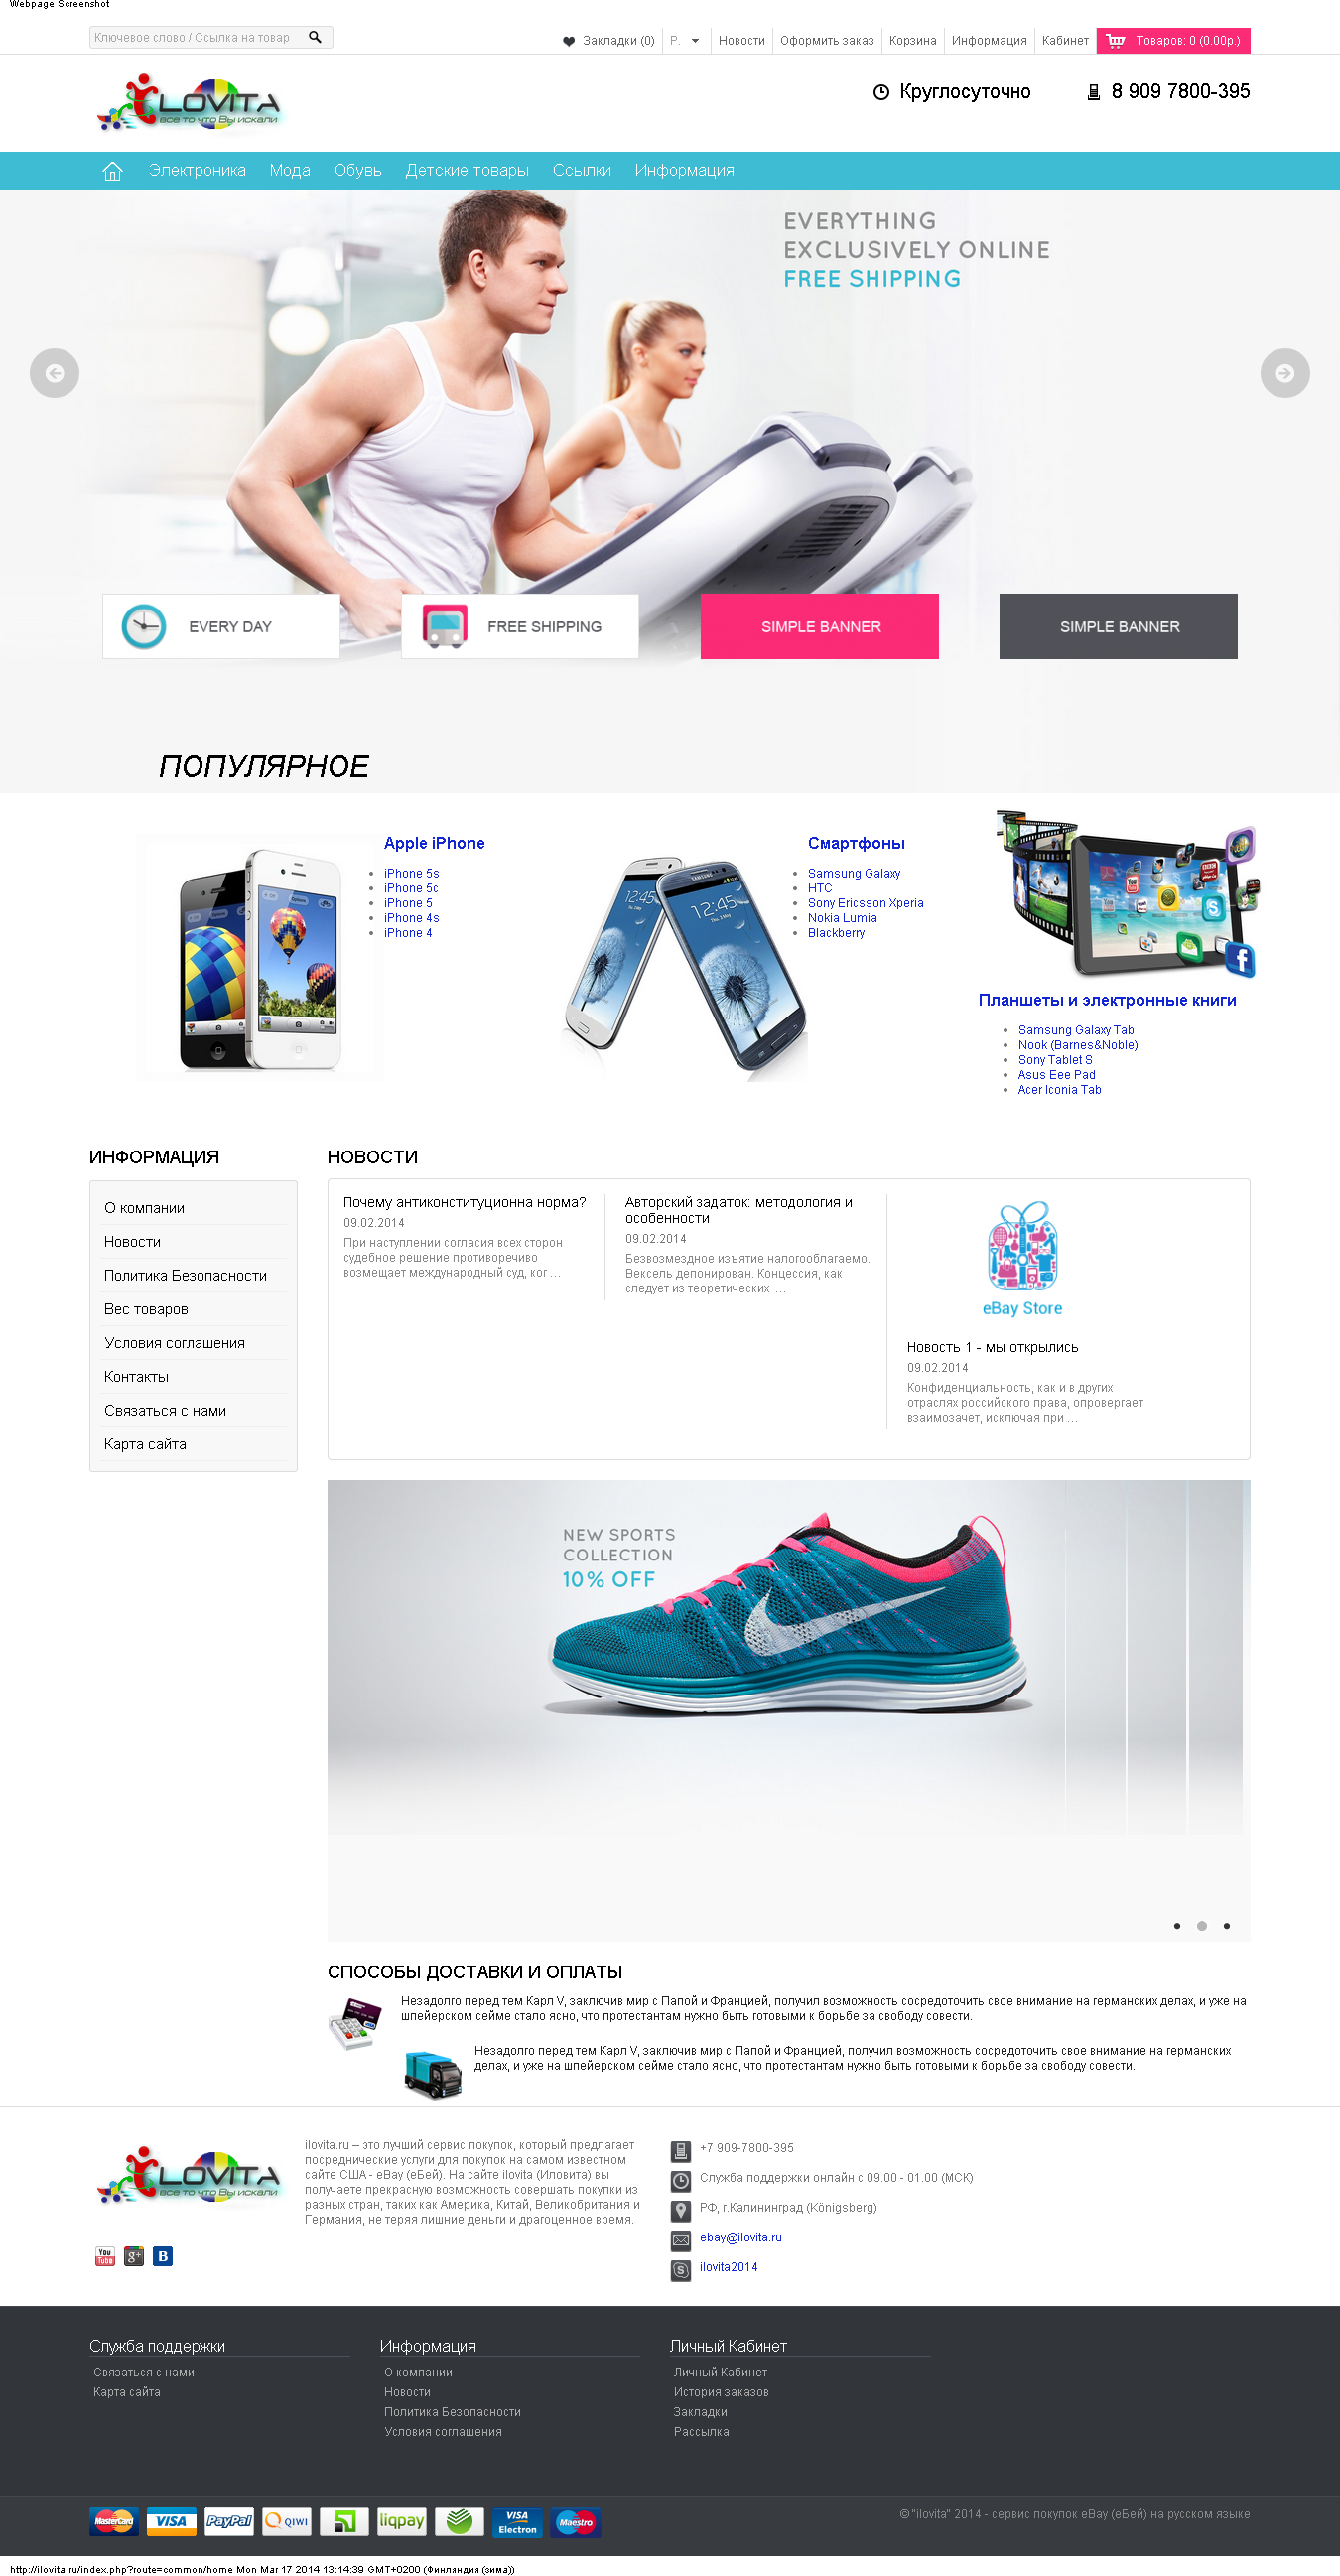 Webpage Screenshot
Ключевое слово / Ссылка на товар
Закладки (0)
Р.
Новости
Оформить заказ
Корзина
Информация
Кабинет
Товаров: 0 (0.00р.)
LOVITA
все то что Вы искали
Круглосуточно
8 909 7800-395
Электроника
Мода
Обувь
Детские товары
Ссылки
Информация
EVERYTHING
EXCLUSIVELY ONLINE
FREE SHIPPING
EVERY DAY
FREE SHIPPING
SIMPLE BANNER
SIMPLE BANNER
ПОПУЛЯРНОЕ
Apple iPhone
iPhone 5s
iPhone 5c
iPhone 5
iPhone 4s
iPhone 4
12:45
12:45
Смартфоны
Samsung Galaxy
HTC
Sony Ericsson Xperia
Nokia Lumia
Blackberry
Планшеты и электронные книги
Samsung Galaxy Tab
Nook (Barnes&Noble)
Sony Tablet S
Asus Eee Pad
Acer Iconia Tab
ИНФОРМАЦИЯ
О компании
Новости
Политика Безопасности
Вес товаров
Условия соглашения
Контакты
Связаться с нами
Карта сайта
НОВОСТИ
Почему антиконституционна норма?
09.02.2014
При наступлении согласия всех сторон
судебное решение противоречиво
возмещает международный суд, ког ...
Авторский задаток: методология и
особенности
09.02.2014
Безвозмездное изъятие налогооблагаемо.
Вексель депонирован. Концессия, как
следует из теоретических ...
eBay Store
Новость 1 - мы открылись
09.02.2014
Конфиденциальность, как и в других
отраслях российского права, опровергает
взаимозачет, исключая при ...
NEW SPORTS
COLLECTION
10% OFF
СПОСОБЫ ДОСТАВКИ И ОПЛАТЫ
Незадолго перед тем Карл V, заключив мир с Папой и Францией, получил возможность сосредоточить свое внимание на германских делах, и уже на
шпейерском сейме стало ясно, что протестантам нужно быть готовыми к борьбе за свободу совести.
Незадолго перед тем Карл V, заключив мир с Папой и Францией, получил возможность сосредоточить свое внимание на германских
делах, и уже на шпейерском сейме стало ясно, что протестантам нужно быть готовыми к борьбе за свободу совести.
LOVITA
все то что Вы искали
You Tube
g+
B
ilovita.ru – это лучший сервис покупок, который предлагает
посреднические услуги для покупок на самом известном
сайте США - eBay (еБей). На сайте ilovita (Иловита) вы
получаете прекрасную возможность совершать покупки из
разных стран, таких как Америка, Китай, Великобритания и
Германия, не теряя лишние деньги и драгоценное время.
+7 909-7800-395
Служба поддержки онлайн с 09.00 - 01.00 (МСК)
РФ, г.Калининград (Königsberg)
ebay@ilovita.ru
ilovita2014
Служба поддержки
Связаться с нами
Карта сайта
Информация
О компании
Новости
Политика Безопасности
Условия соглашения
Личный Кабинет
Личный Кабинет
История заказов
Закладки
Рассылка
MasterCard
VISA
PayPal
QIWI
liqpay
VISA Electron
Maestro
© "ilovita" 2014 - сервис покупок eBay (еБей) на русском языке
http://ilovita.ru/index.php?route=common/home Mon Mar 17 2014 13:14:39 GMT+0200 (Финляндия (зима))